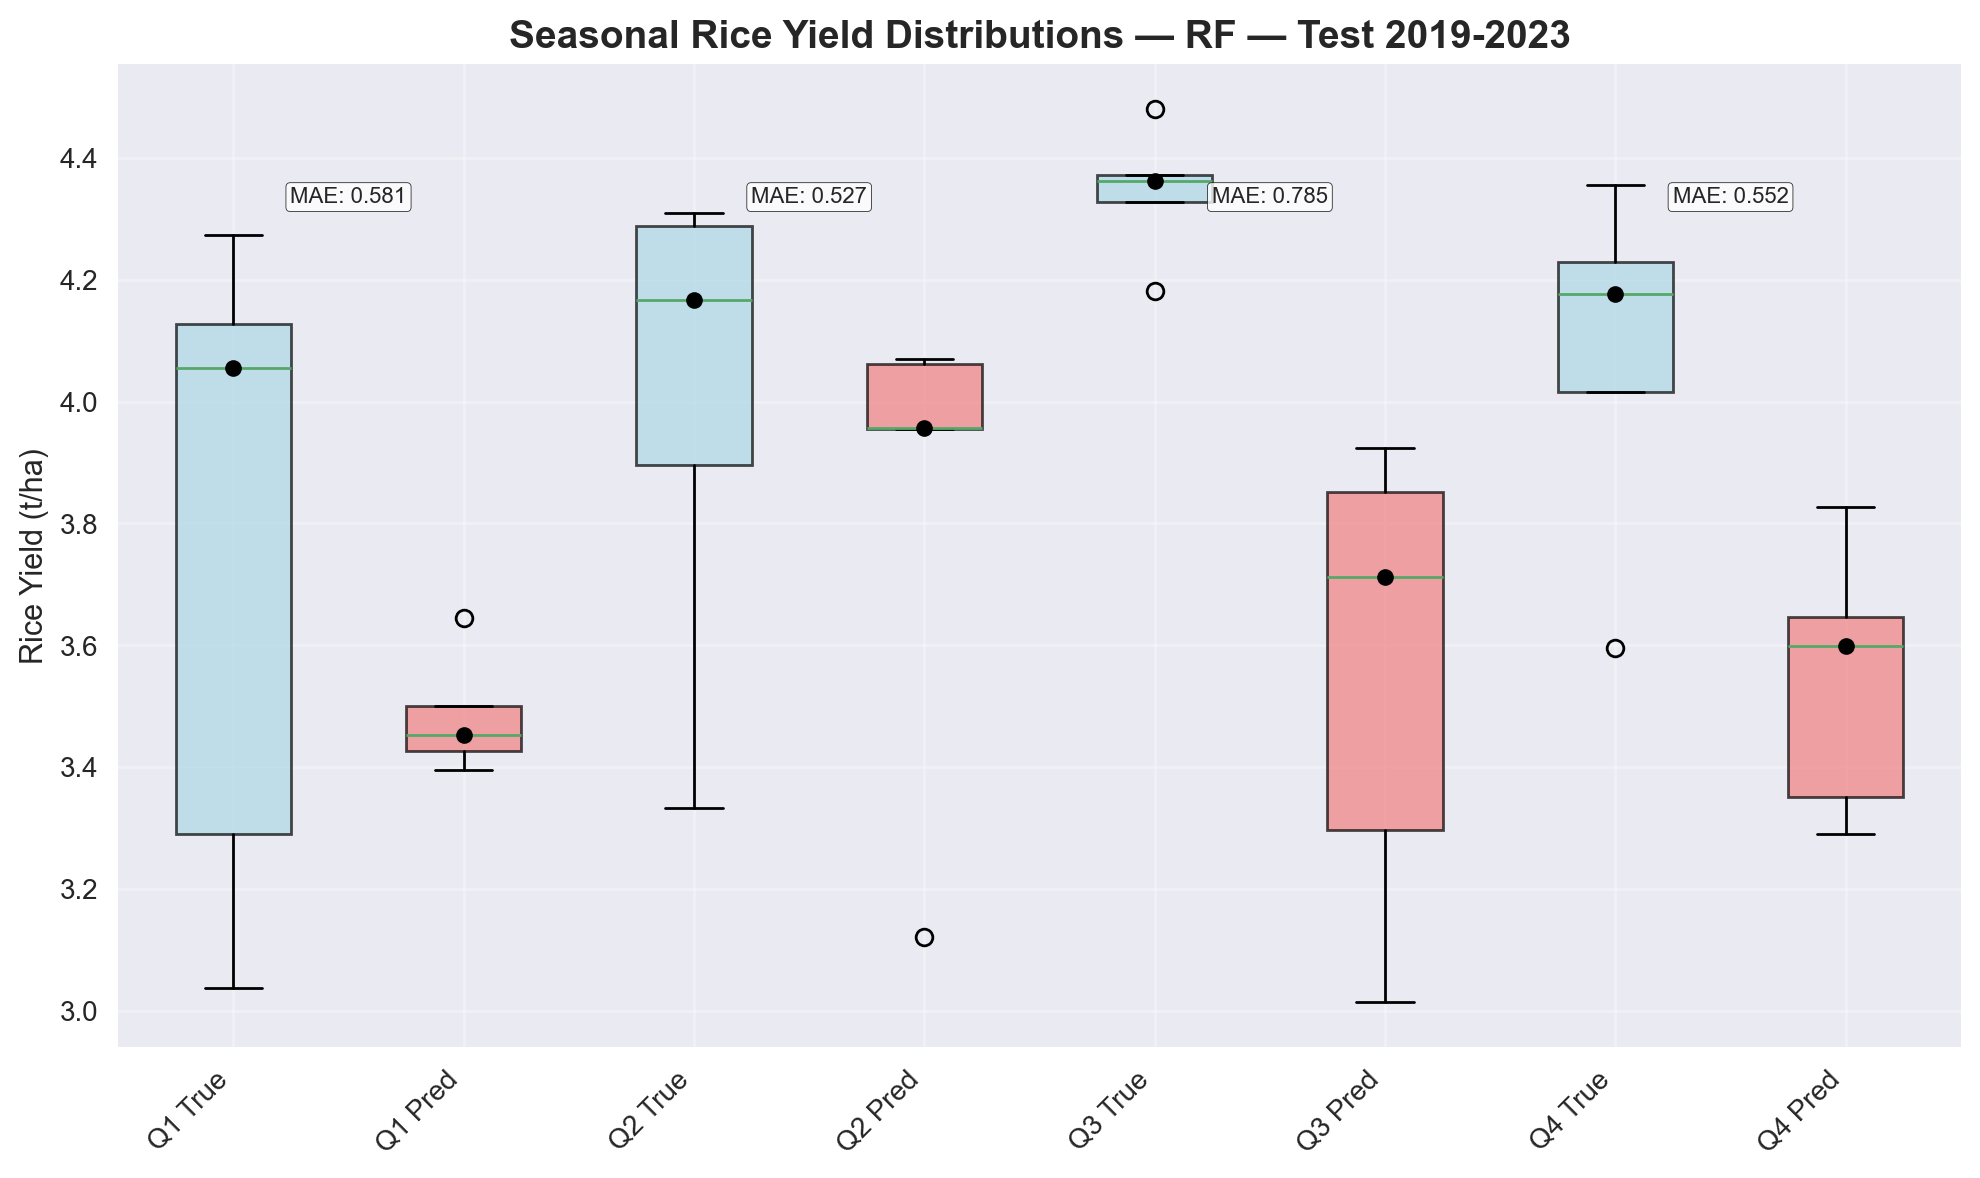 Seasonal Rice Yield Distributions — RF — Test 2019-2023
Rice Yield (t/ha)
4.4
4.2
4.0
3.8
3.6
3.4
3.2
3.0
MAE: 0.581
MAE: 0.527
MAE: 0.785
MAE: 0.552
Q1 True
Q1 Pred
Q2 True
Q2 Pred
Q3 True
Q3 Pred
Q4 True
Q4 Pred